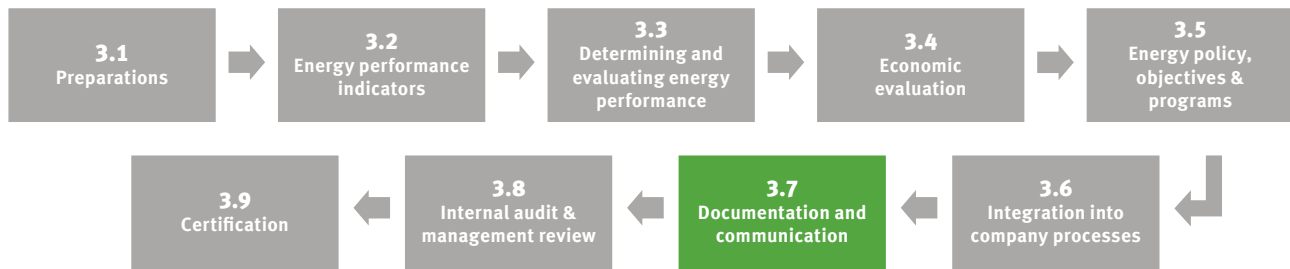 3.1
Preparations
3.2
Energy performance
indicators
3.3
Determining and
evaluating energy
performance
3.4
Economic
evaluation
3.5
Energy policy,
objectives &
programs
3.9
Certification
3.8
Internal audit &
management review
3.7
Documentation and
communication
3.6
Integration into
company processes